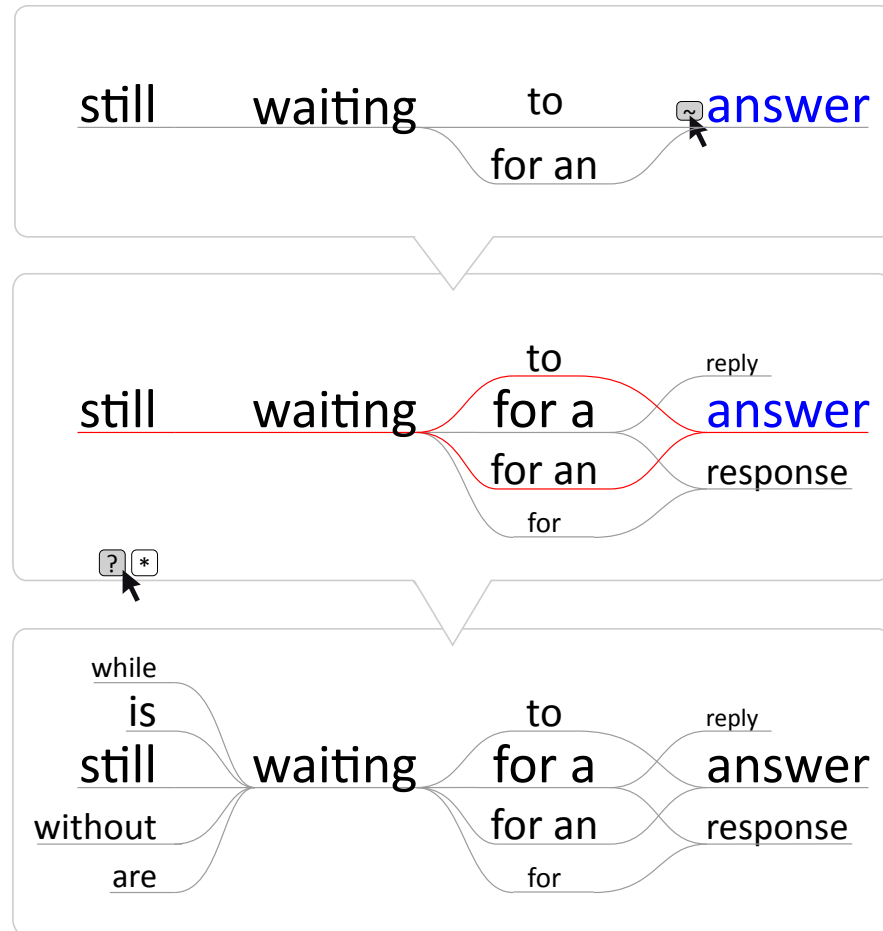 still waiting to ~ answer
for an
to reply
still waiting for a answer
for an response
for
? *
while
is to reply
still waiting for a answer
without for an response
are for